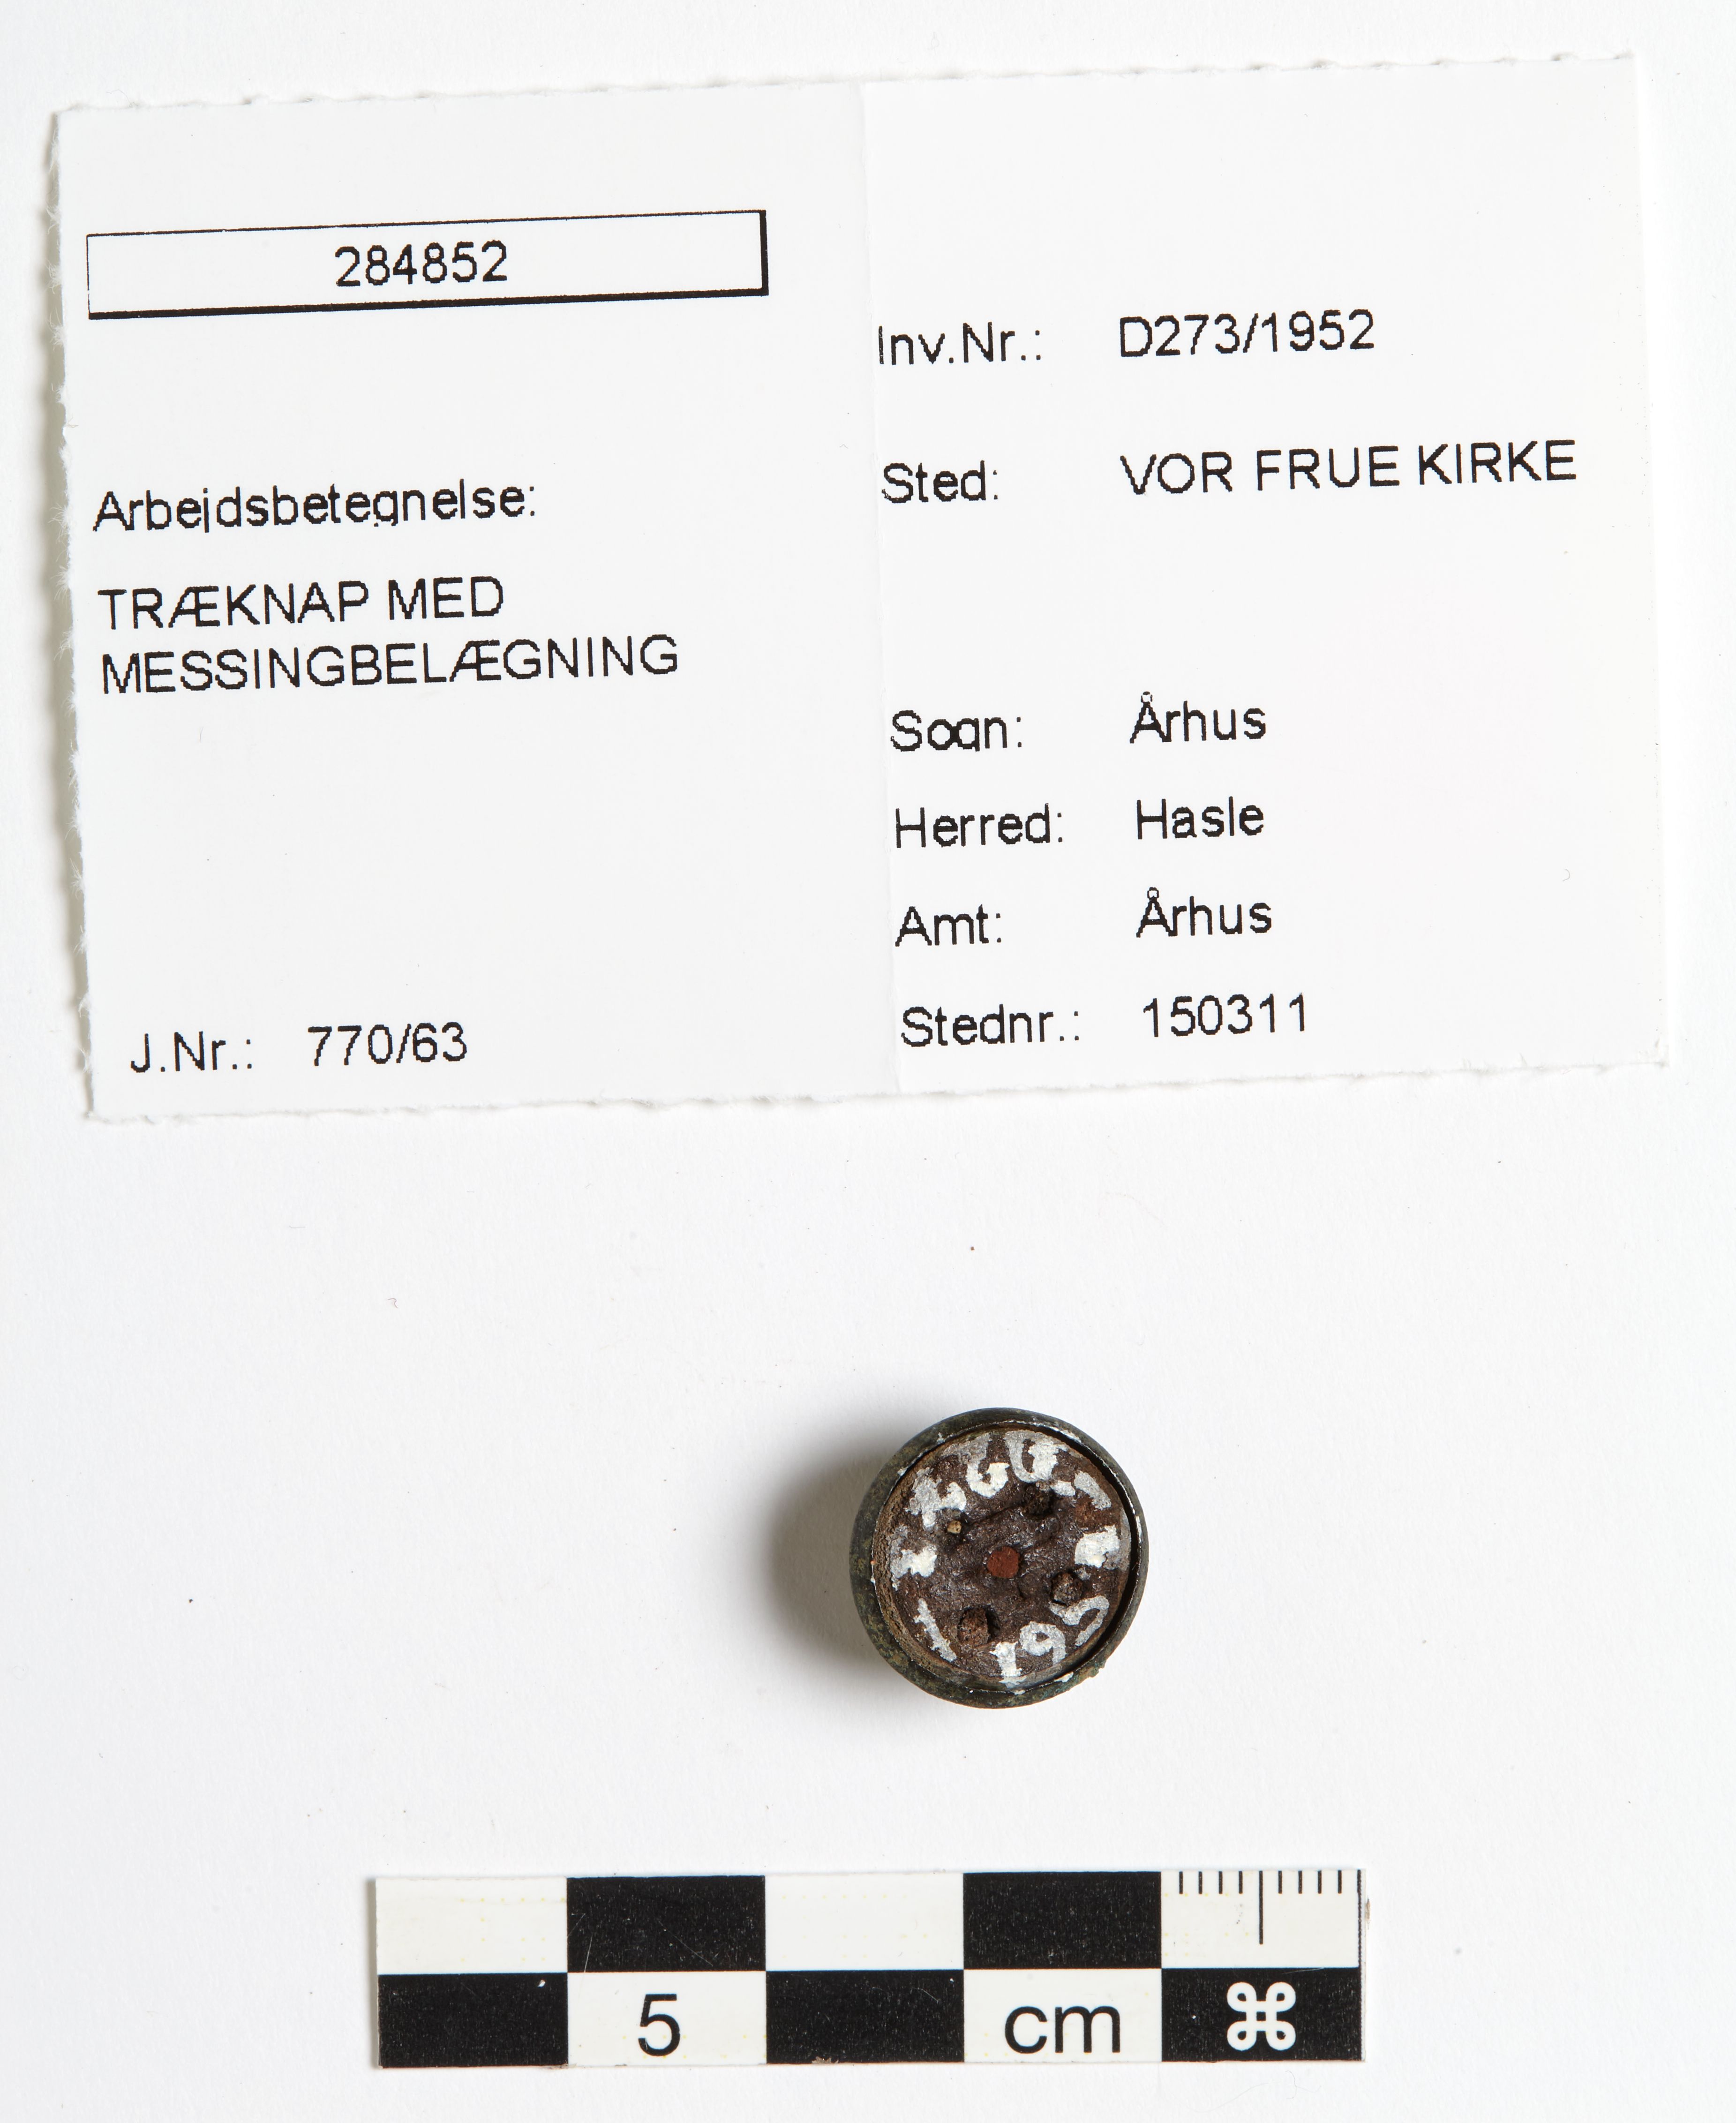 284852
Arbejdsbetegnelse:
TRÆKNAP MED
MESSINGBELÆGNING
J.Nr.: 770/63
Inv.Nr.: D273/1952
Sted: VOR FRUE KIRKE
Sogn: Århus
Herred: Hasle
Amt: Århus
Stednr.: 150311
5 cm